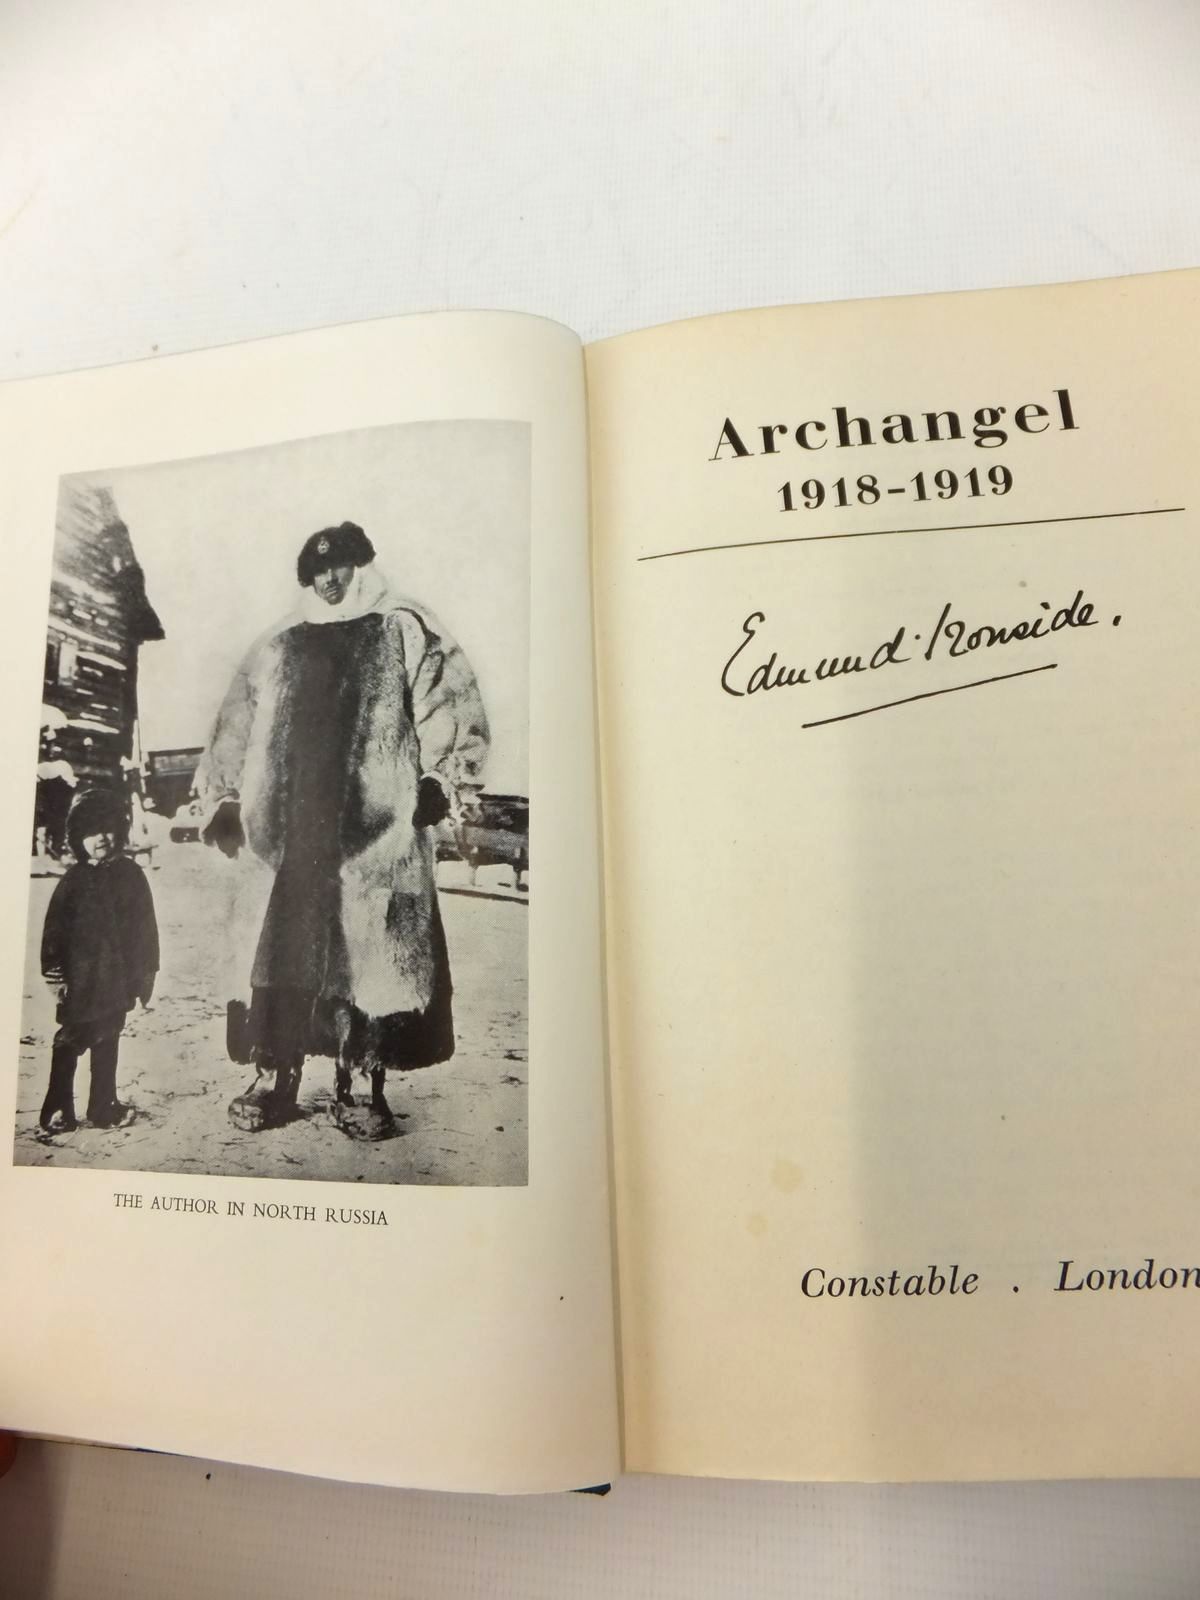 THE AUTHOR IN NORTH RUSSIA
Archangel
1918-1919
Edmund Ironside.
Constable . London